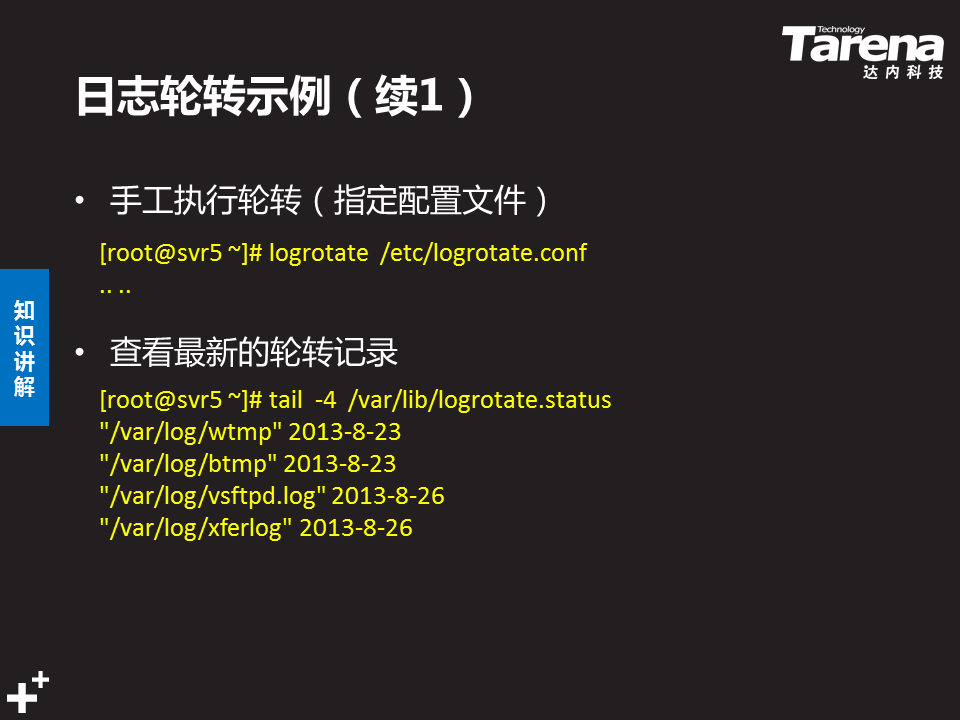 Technology
Tarena
达内科技
日志轮转示例（续1）
• 手工执行轮转（指定配置文件）
[root@svr5 ~]# logrotate  /etc/logrotate.conf
.. ..
知识讲解
• 查看最新的轮转记录
[root@svr5 ~]# tail  -4  /var/lib/logrotate.status
"/var/log/wtmp" 2013-8-23
"/var/log/btmp" 2013-8-23
"/var/log/vsftpd.log" 2013-8-26
"/var/log/xferlog" 2013-8-26